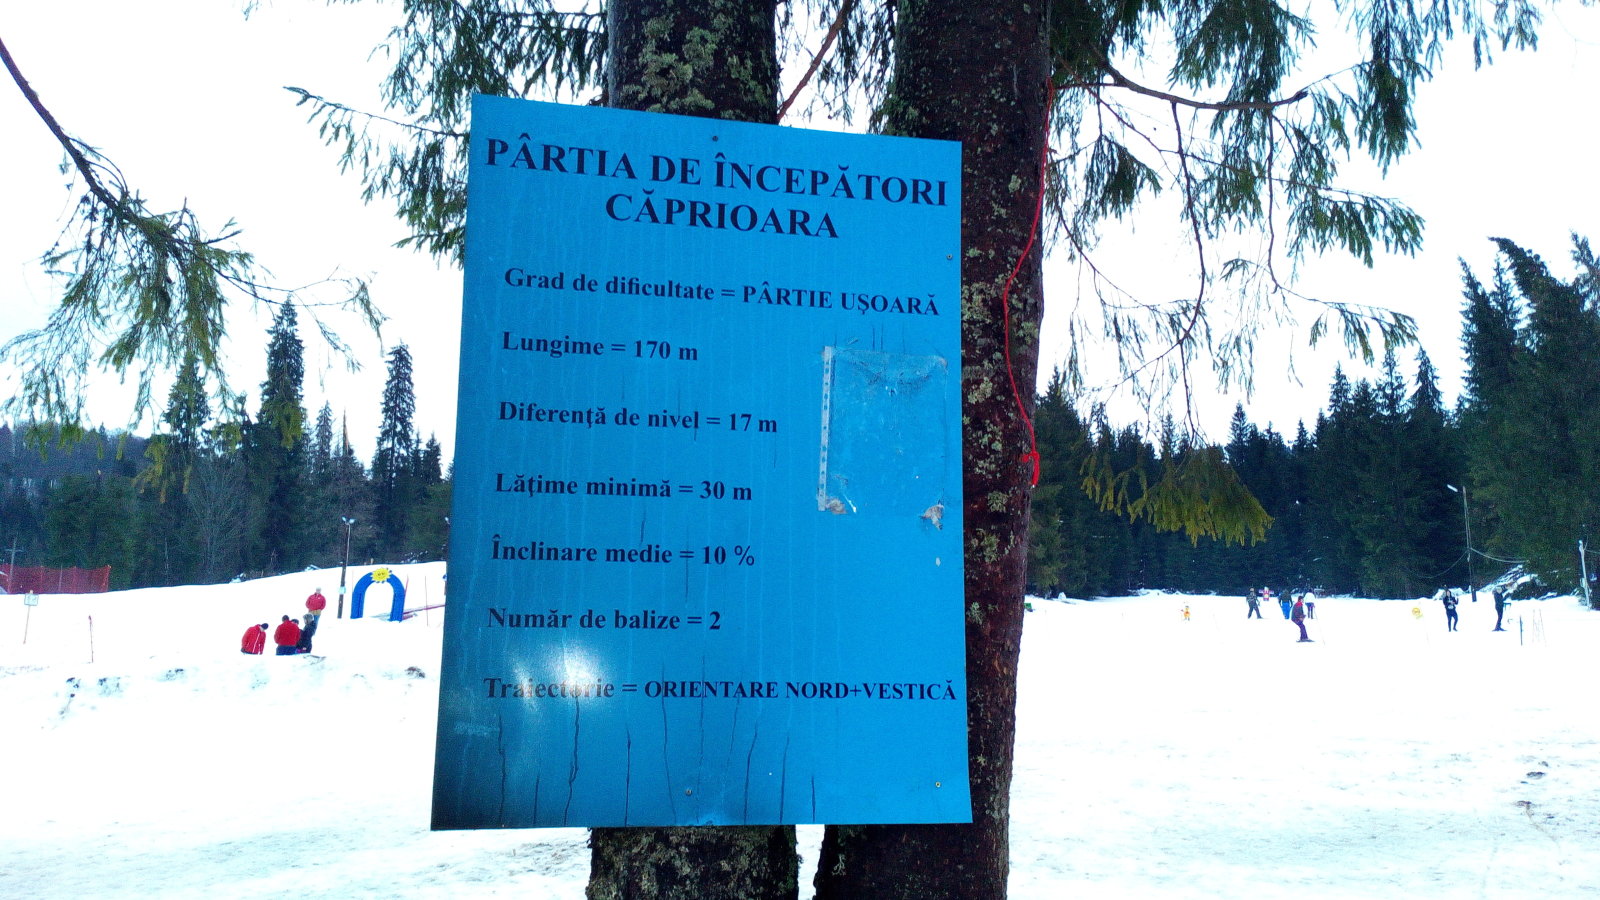 PÂRTIA DE ÎNCEPĂTORI
CĂPRIOARA
Grad de dificultate = PÂRTIE UŞOARĂ
Lungime = 170 m
Diferenţă de nivel = 17 m
Lăţime minimă = 30 m
Înclinare medie = 10 %
Număr de balize = 2
Traiectorie = ORIENTARE NORD+VESTICĂ